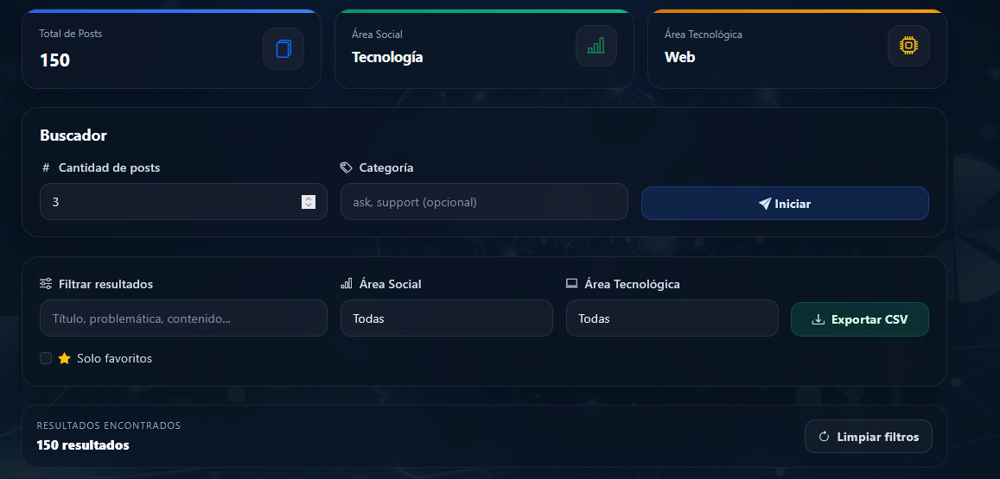 Total de Posts
150
Área Social
Tecnología
Área Tecnológica
Web
Buscador
# Cantidad de posts
Categoría
3
ask, support (opcional)
Iniciar
Filtrar resultados
Área Social
Área Tecnológica
Título, problemática, contenido...
Todas
Todas
Exportar CSV
Solo favoritos
RESULTADOS ENCONTRADOS
150 resultados
Limpiar filtros